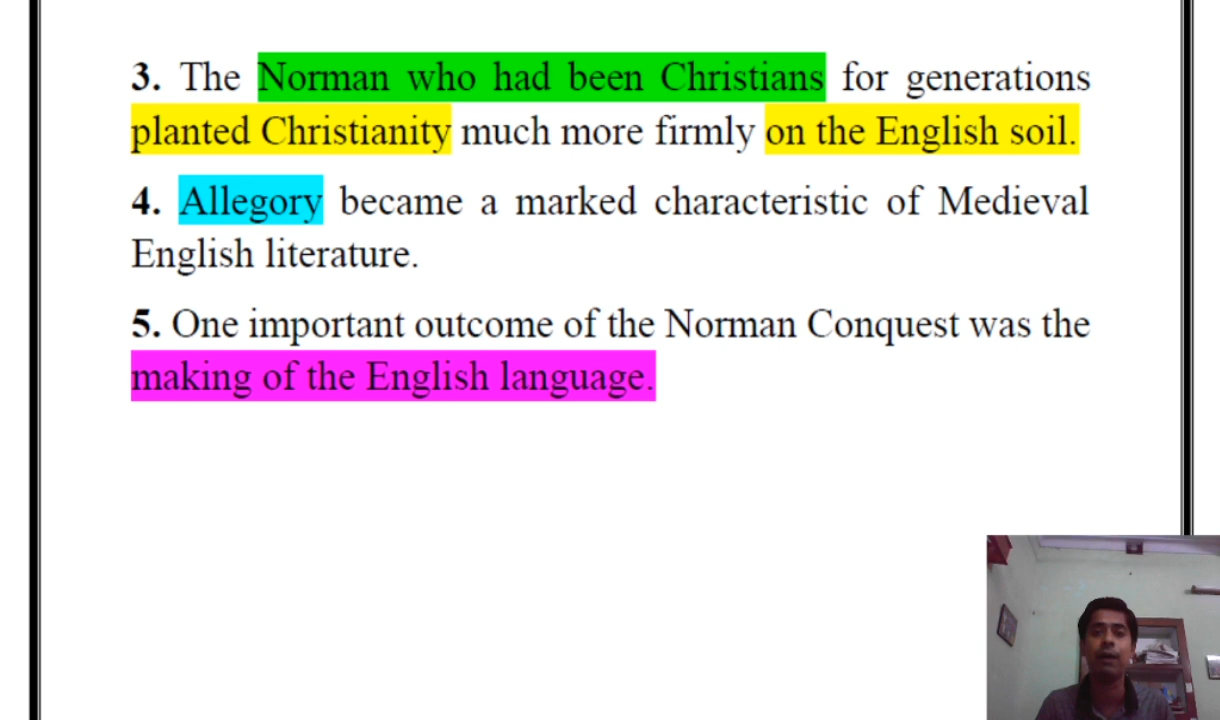 3. The Norman who had been Christians for generations
planted Christianity much more firmly on the English soil.
4. Allegory became a marked characteristic of Medieval
English literature.
5. One important outcome of the Norman Conquest was the
making of the English language.